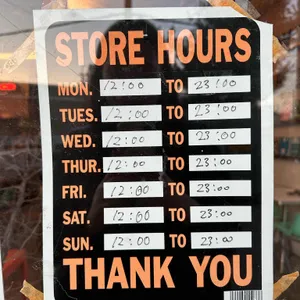 STORE HOURS
MON. 12:00 TO 23:00
TUES. 12:00 TO 23:00
WED. 12:00 TO 23:00
THUR. 12:00 TO 23:00
FRI. 12:00 TO 23:00
SAT. 12:00 TO 23:00
SUN. 12:00 TO 23:00
THANK YOU